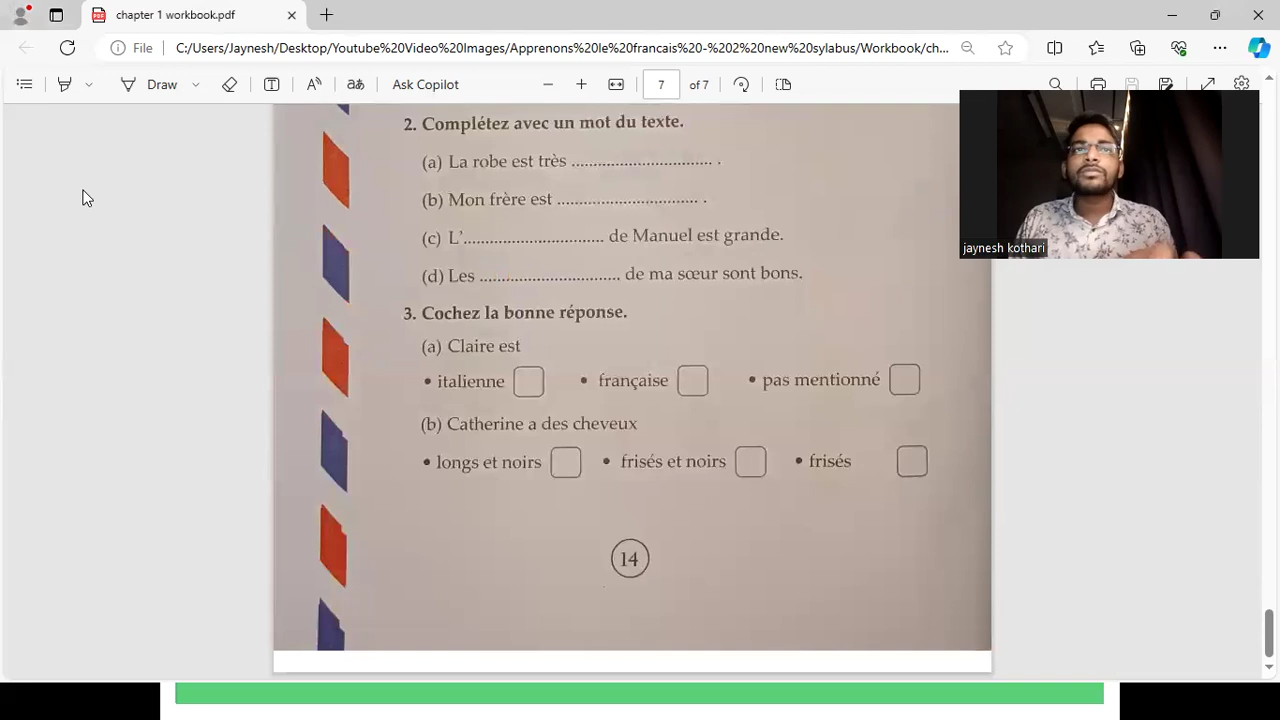 chapter 1 workbook.pdf
File
C:/Users/Jaynesh/Desktop/Youtube%20Video%20Images/Apprenons%20le%20francais%20-%202%20new%20sylabus/Workbook/ch...
Draw
aあ
Ask Copilot
7 of 7
2. Complétez avec un mot du texte.
(a) La robe est très .............................. .
(b) Mon frère est .............................. .
(c) L'.............................. de Manuel est grande.
(d) Les .............................. de ma sœur sont bons.
jaynesh kothari
3. Cochez la bonne réponse.
(a) Claire est
• italienne • française • pas mentionné
(b) Catherine a des cheveux
• longs et noirs • frisés et noirs • frisés
14